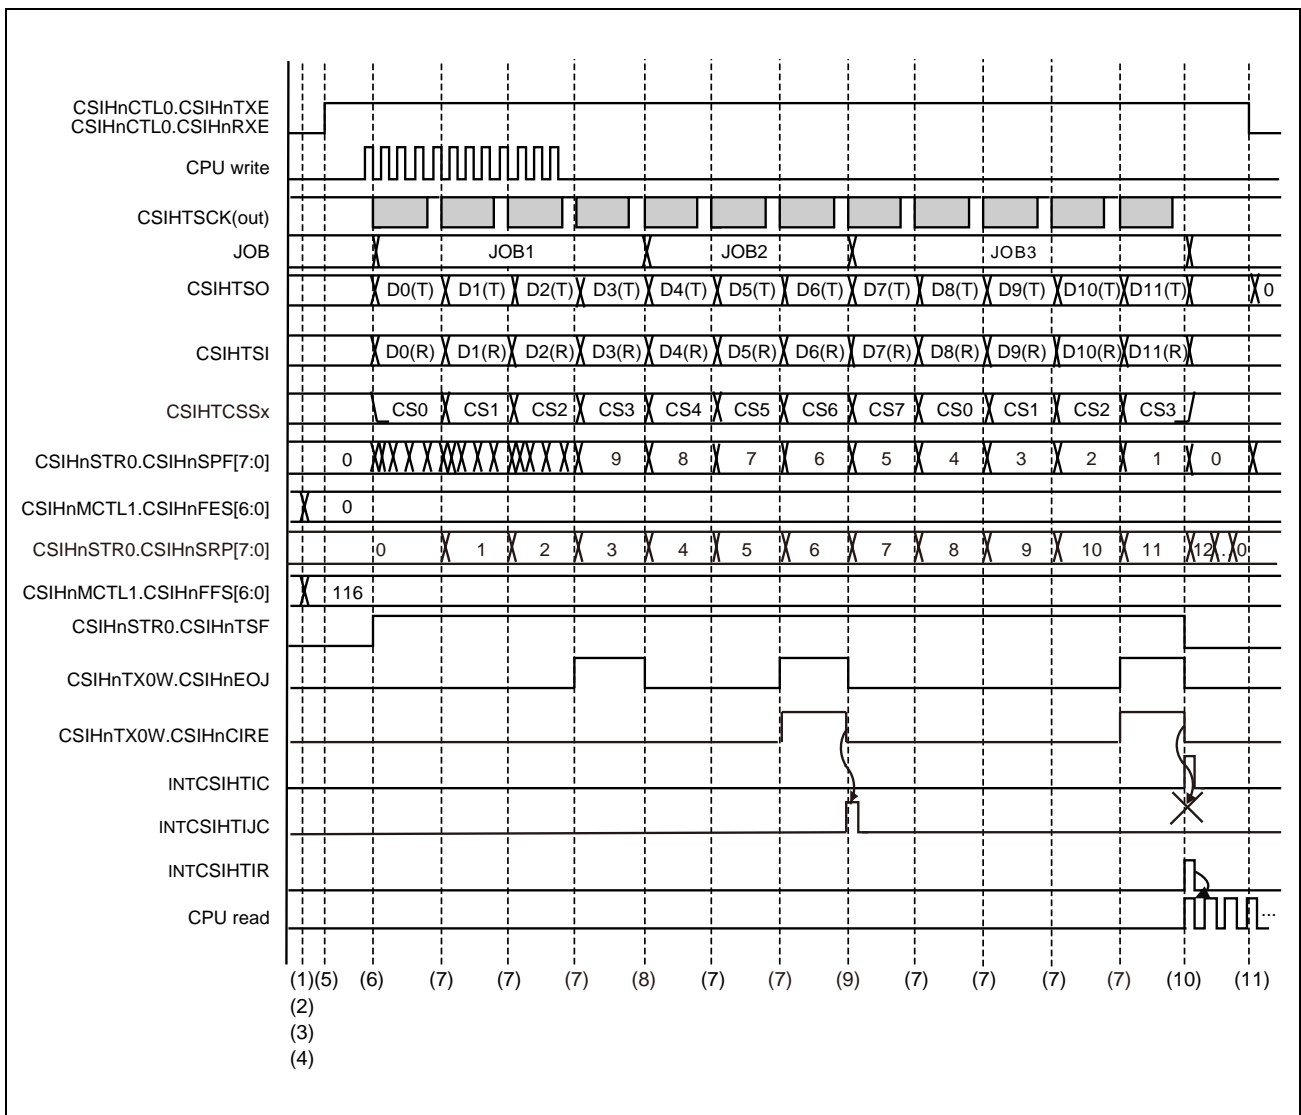 CSIHnCTL0.CSIHnTXE
CSIHnCTL0.CSIHnRXE
CPU write
CSIHTSCK(out)
JOB JOB1 JOB2 JOB3
CSIHTSO D0(T) D1(T) D2(T) D3(T) D4(T) D5(T) D6(T) D7(T) D8(T) D9(T) D10(T) D11(T) 0
CSIHTSI D0(R) D1(R) D2(R) D3(R) D4(R) D5(R) D6(R) D7(R) D8(R) D9(R) D10(R) D11(R)
CSIHTCSSx CS0 CS1 CS2 CS3 CS4 CS5 CS6 CS7 CS0 CS1 CS2 CS3
CSIHnSTR0.CSIHnSPF[7:0] 0 9 8 7 6 5 4 3 2 1 0
CSIHnMCTL1.CSIHnFES[6:0] 0
CSIHnSTR0.CSIHnSRP[7:0] 0 1 2 3 4 5 6 7 8 9 10 11 12 .. 0
CSIHnMCTL1.CSIHnFFS[6:0] 116
CSIHnSTR0.CSIHnTSF
CSIHnTX0W.CSIHnEOJ
CSIHnTX0W.CSIHnCIRE
INTCSIHTIC
INTCSIHTIJC
INTCSIHTIR
CPU read ...
(1) (5) (6) (7) (7) (7) (8) (7) (7) (9) (7) (7) (7) (7) (10) (11)
(2)
(3)
(4)